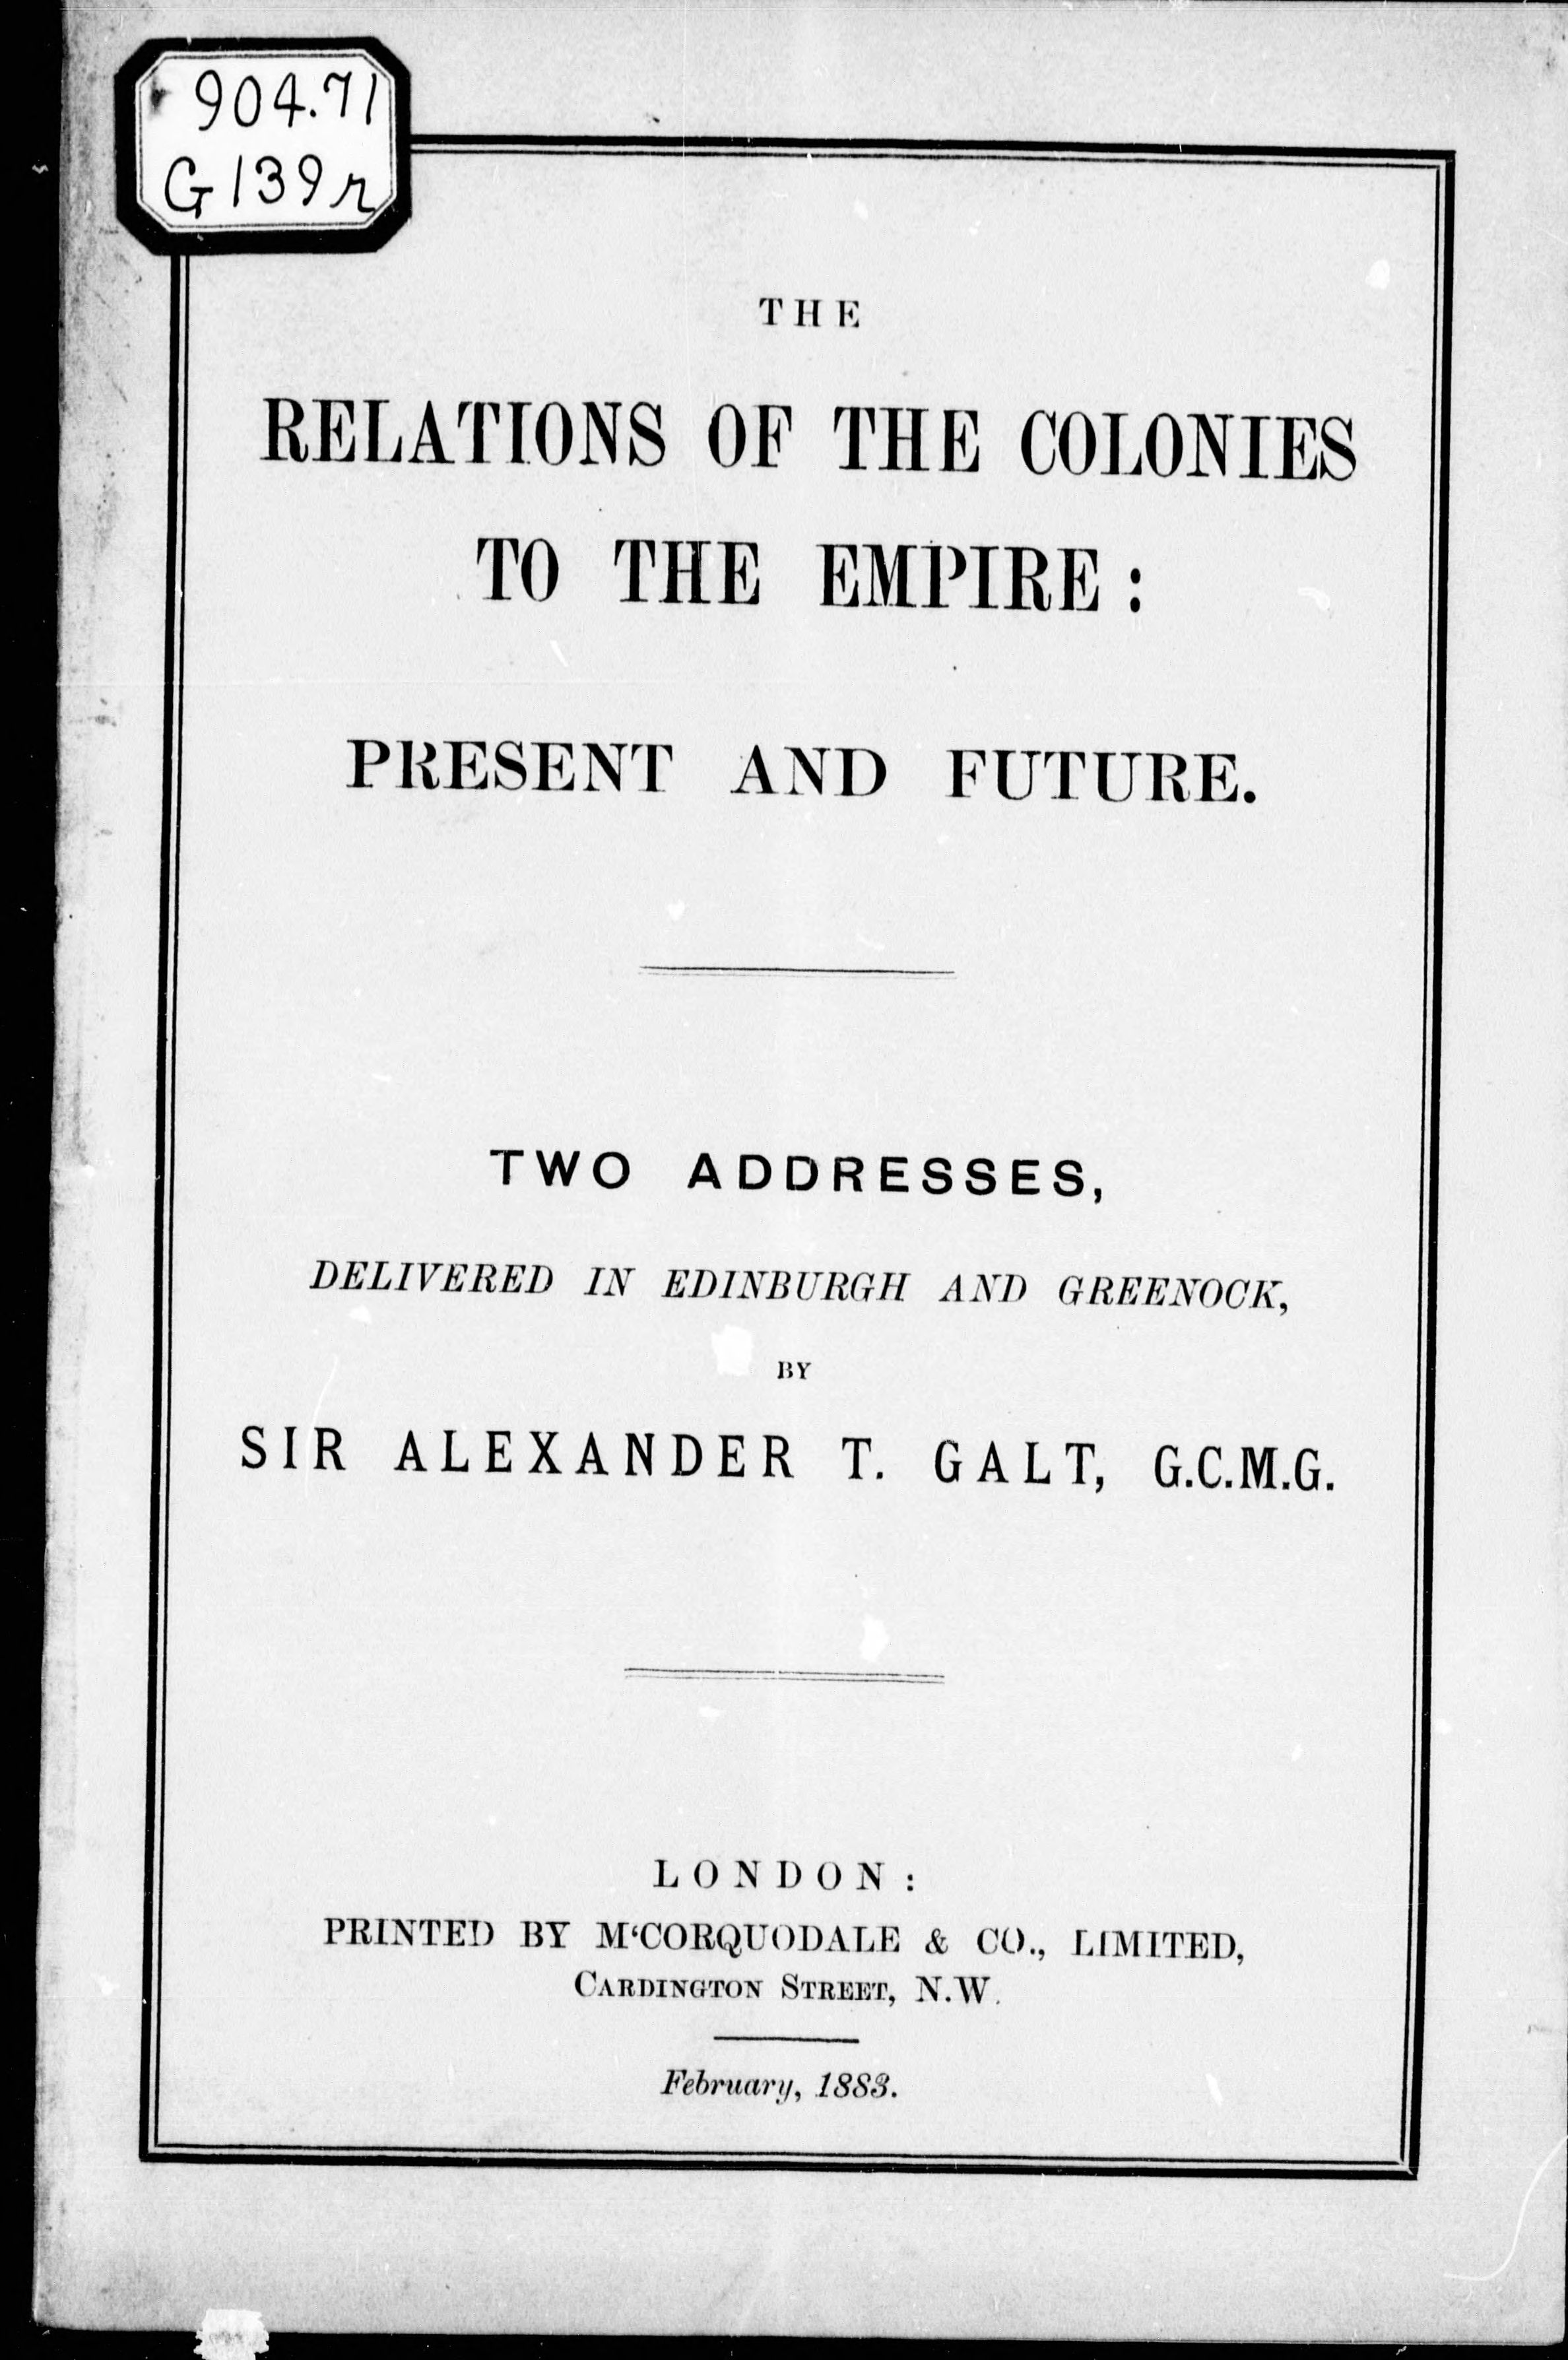 904.71
G139r
THE
RELATIONS OF THE COLONIES
TO THE EMPIRE:
PRESENT AND FUTURE.
TWO ADDRESSES,
DELIVERED IN EDINBURGH AND GREENOCK,
BY
SIR ALEXANDER T. GALT, G.C.M.G.
LONDON:
PRINTED BY M‘CORQUODALE & CO., LIMITED,
CARDINGTON STREET, N.W.
February, 1883.